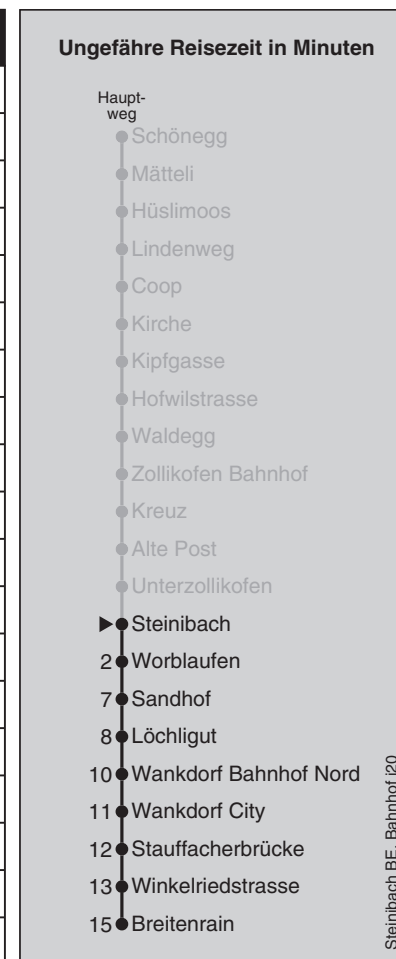 Ungefähre Reisezeit in Minuten
Haupt-
weg
Schönegg
Mätteli
Hüslimoos
Lindenweg
Coop
Kirche
Kipfgasse
Hofwilstrasse
Waldegg
Zollikofen Bahnhof
Kreuz
Alte Post
Unterzollikofen
Steinibach
2 Worblaufen
7 Sandhof
8 Löchligut
10 Wankdorf Bahnhof Nord
11 Wankdorf City
12 Stauffacherbrücke
13 Winkelriedstrasse
15 Breitenrain
Steinibach BE, Bahnhof j20